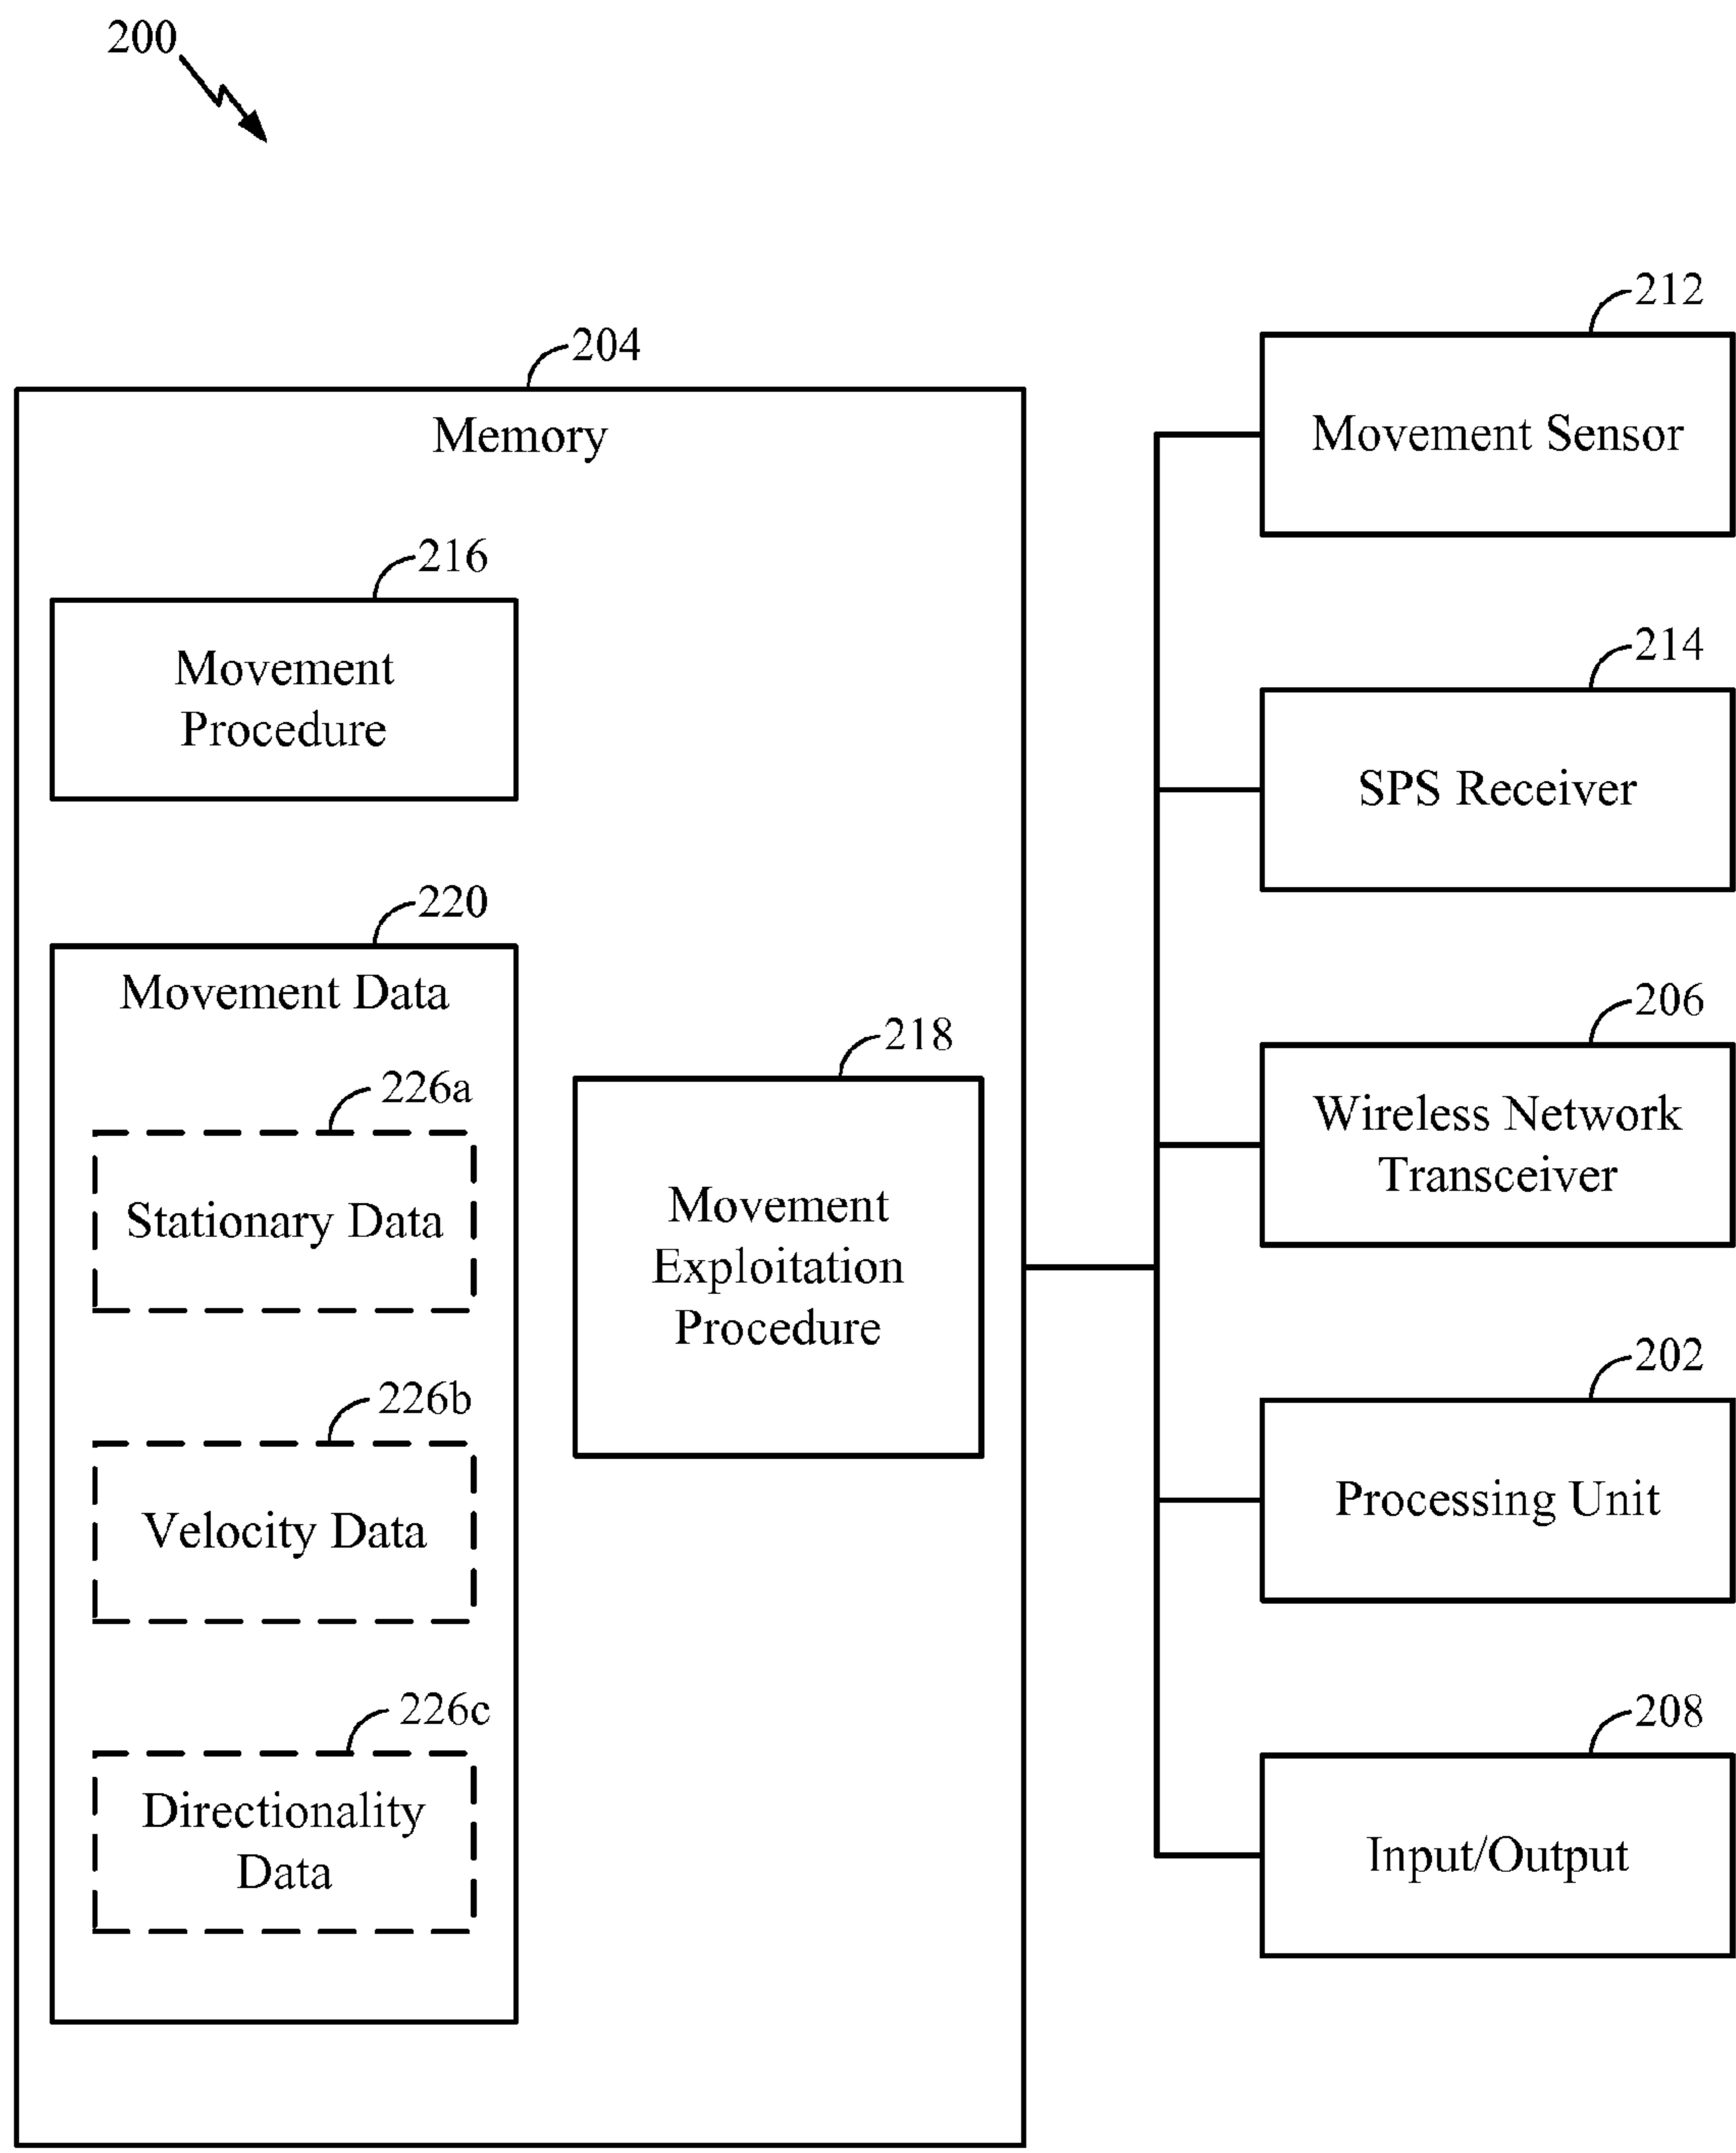 200
204
Memory
216
Movement
Procedure
220
Movement Data
226a
Stationary Data
226b
Velocity Data
226c
Directionality
Data
218
Movement
Exploitation
Procedure
212
Movement Sensor
214
SPS Receiver
206
Wireless Network
Transceiver
202
Processing Unit
208
Input/Output